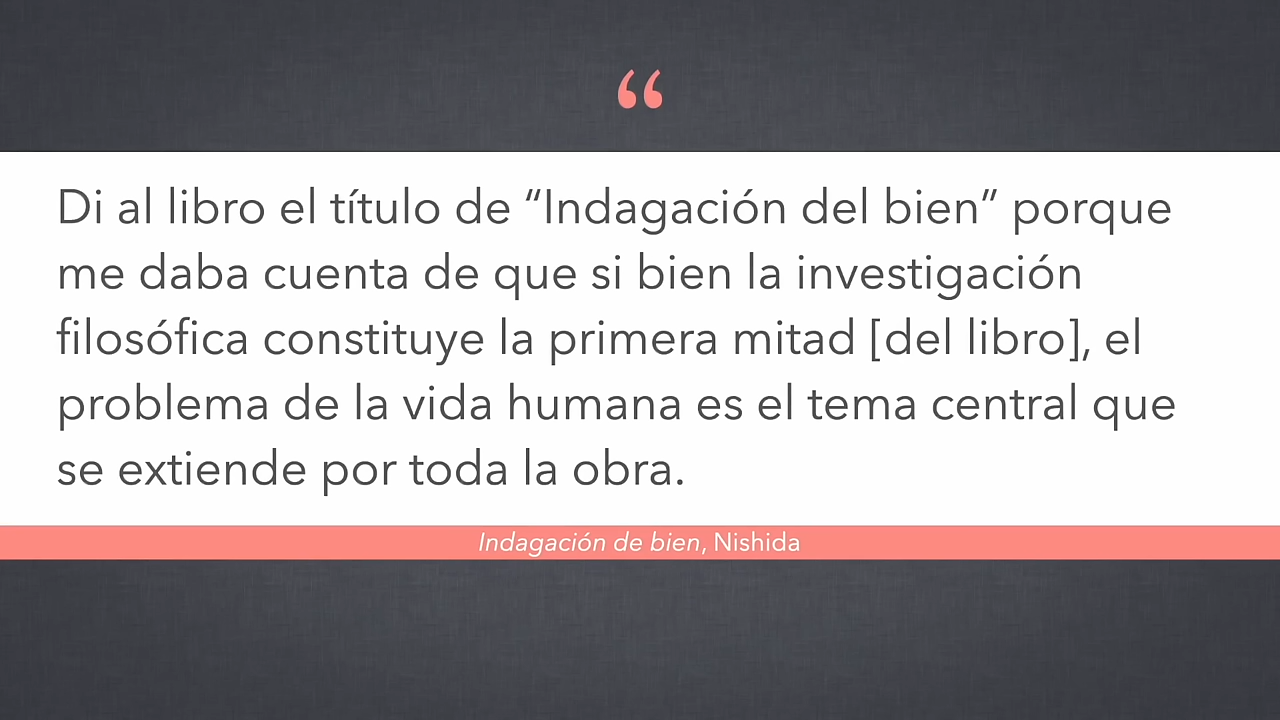 “
Di al libro el título de “Indagación del bien” porque
me daba cuenta de que si bien la investigación
filosófica constituye la primera mitad [del libro], el
problema de la vida humana es el tema central que
se extiende por toda la obra.
Indagación de bien, Nishida